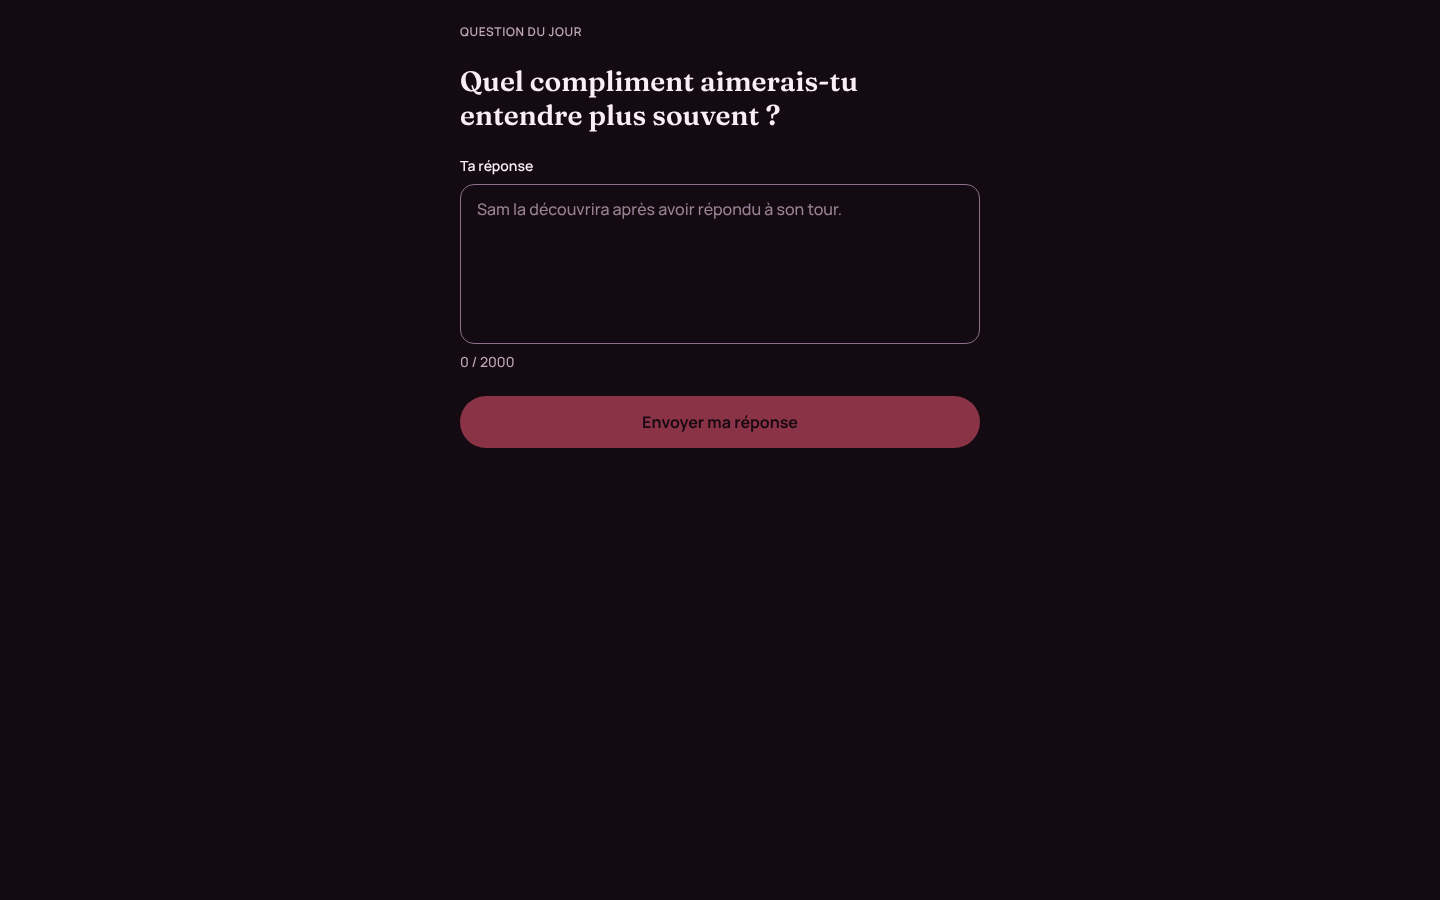 QUESTION DU JOUR
Quel compliment aimerais-tu
entendre plus souvent ?
Ta réponse
Sam la découvrira après avoir répondu à son tour.
0 / 2000
Envoyer ma réponse